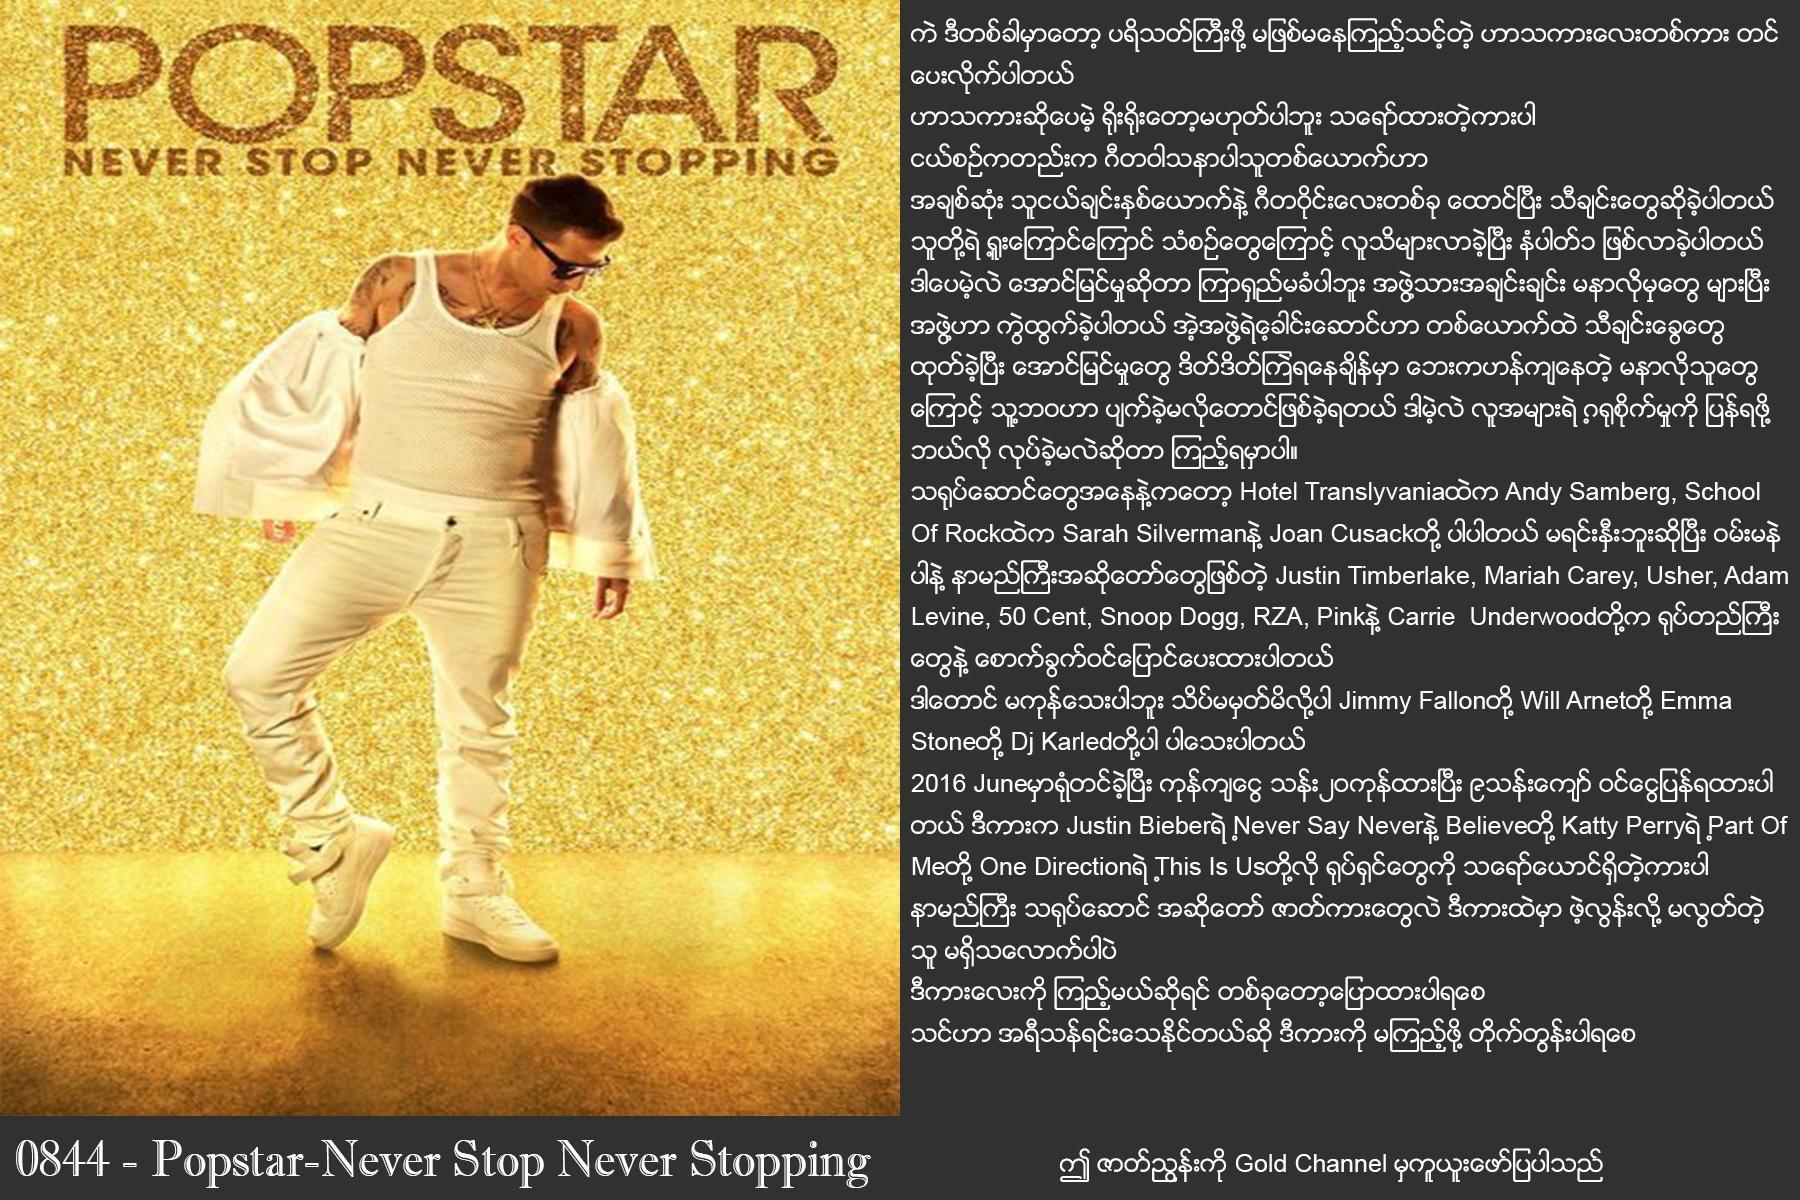 POPSTAR
NEVER STOP NEVER STOPPING
ကဲ ဒီတစ်ခါမှာတော့ ပရိသတ်ကြီးဖို့ မဖြစ်မနေကြည့်သင့်တဲ့ ဟာသကားလေးတစ်ကား တင်
ပေးလိုက်ပါတယ်
ဟာသကားဆိုပေမဲ့ ရိုးရိုးတော့မဟုတ်ပါဘူး သရော်ထားတဲ့ကားပါ
ငယ်စဉ်ကတည်းက ဂီတဝါသနာပါသူတစ်ယောက်ဟာ
အချစ်ဆုံး သူငယ်ချင်းနှစ်ယောက်နဲ့ ဂီတဝိုင်းလေးတစ်ခု ထောင်ပြီး သီချင်းတွေဆိုခဲ့ပါတယ်
သူတို့ရဲ့ ရူးကြောင်ကြောင် သံစဉ်တွေကြောင့် လူသိများလာခဲ့ပြီး နံပါတ်၁ ဖြစ်လာခဲ့ပါတယ်
ဒါပေမဲ့လဲ အောင်မြင်မှုဆိုတာ ကြာရှည်မခံပါဘူး အဖွဲ့သားအချင်းချင်း မနာလိုမှုတွေ များပြီး
အဖွဲ့ဟာ ကွဲထွက်ခဲ့ပါတယ် အဲ့အဖွဲ့ရဲ့ခေါင်းဆောင်ဟာ တစ်ယောက်ထဲ သီချင်းခွေတွေ
ထုတ်ခဲ့ပြီး အောင်မြင်မှုတွေ ဒိတ်ဒိတ်ကြဲရနေချိန်မှာ ဘေးကဟန်ကျနေတဲ့ မနာလိုသူတွေ
ကြောင့် သူ့ဘဝဟာ ပျက်ခဲ့မလိုတောင်ဖြစ်ခဲ့ရတယ် ဒါမဲ့လဲ လူအများရဲ့ ဂရုစိုက်မှုကို ပြန်ရဖို့
ဘယ်လို လုပ်ခဲ့မလဲဆိုတာ ကြည့်ရမှာပါ။
သရုပ်ဆောင်တွေအနေနဲ့ကတော့ Hotel Translyvaniaထဲက Andy Samberg, School
Of Rockထဲက Sarah Silvermanနဲ့ Joan Cusackတို့ ပါပါတယ် မရင်းနှီးဘူးဆိုပြီး ဝမ်းမနဲ
ပါနဲ့ နာမည်ကြီးအဆိုတော်တွေဖြစ်တဲ့ Justin Timberlake, Mariah Carey, Usher, Adam
Levine, 50 Cent, Snoop Dogg, RZA, Pinkနဲ့ Carrie  Underwoodတို့က ရုပ်တည်ကြီး
တွေနဲ့ စောက်ခွက်ဝင်ပြောင်ပေးထားပါတယ်
ဒါတောင် မကုန်သေးပါဘူး သိပ်မမှတ်မိလို့ပါ Jimmy Fallonတို့ Will Arnetတို့ Emma
Stoneတို့ Dj Karledတို့ပါ ပါသေးပါတယ်
2016 Juneမှာရုံတင်ခဲ့ပြီး ကုန်ကျငွေ သန်း၂၀ကုန်ထားပြီး ၉သန်းကျော် ဝင်ငွေပြန်ရထားပါ
တယ် ဒီကားက Justin Bieberရဲ့ Never Say Neverနဲ့ Believeတို့ Katty Perryရဲ့ Part Of
Meတို့ One Directionရဲ့ This Is Usတို့လို ရုပ်ရှင်တွေကို သရော်ယောင်ရှိတဲ့ကားပါ
နာမည်ကြီး သရုပ်ဆောင် အဆိုတော် ဇာတ်ကားတွေလဲ ဒီကားထဲမှာ ဖဲ့လွန်းလို့ မလွတ်တဲ့
သူ မရှိသလောက်ပါပဲ
ဒီကားလေးကို ကြည့်မယ်ဆိုရင် တစ်ခုတော့ပြောထားပါရစေ
သင်ဟာ အရီသန်ရင်းသေနိုင်တယ်ဆို ဒီကားကို မကြည့်ဖို့ တိုက်တွန်းပါရစေ
0844 - Popstar-Never Stop Never Stopping
ဤ ဇာတ်ညွှန်းကို Gold Channel မှကူယူးဖော်ပြပါသည်